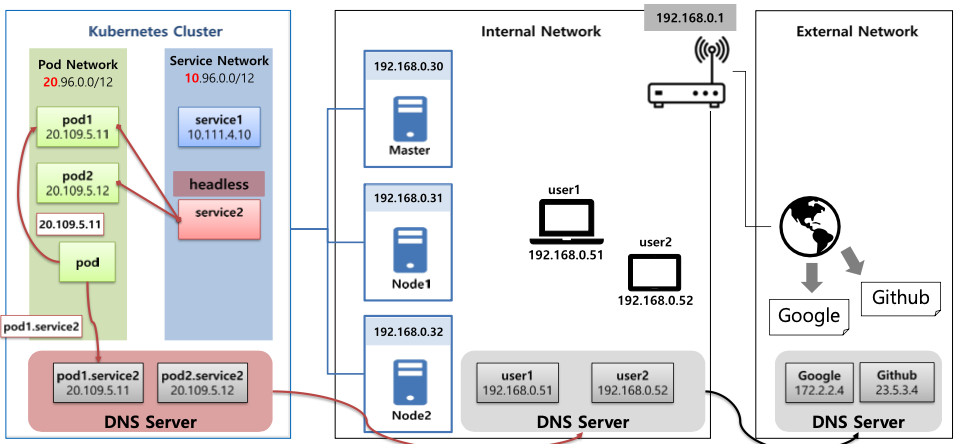 Kubernetes Cluster
Pod Network
20.96.0.0/12
pod1
20.109.5.11
pod2
20.109.5.12
20.109.5.11
pod
pod1.service2
Service Network
10.96.0.0/12
service1
10.111.4.10
headless
service2
pod1.service2
20.109.5.11
pod2.service2
20.109.5.12
DNS Server
Internal Network
192.168.0.1
192.168.0.30
Master
192.168.0.31
Node1
192.168.0.32
Node2
user1
192.168.0.51
user2
192.168.0.52
user1
192.168.0.51
user2
192.168.0.52
DNS Server
External Network
Google
Github
Google
172.2.2.4
Github
23.5.3.4
DNS Server